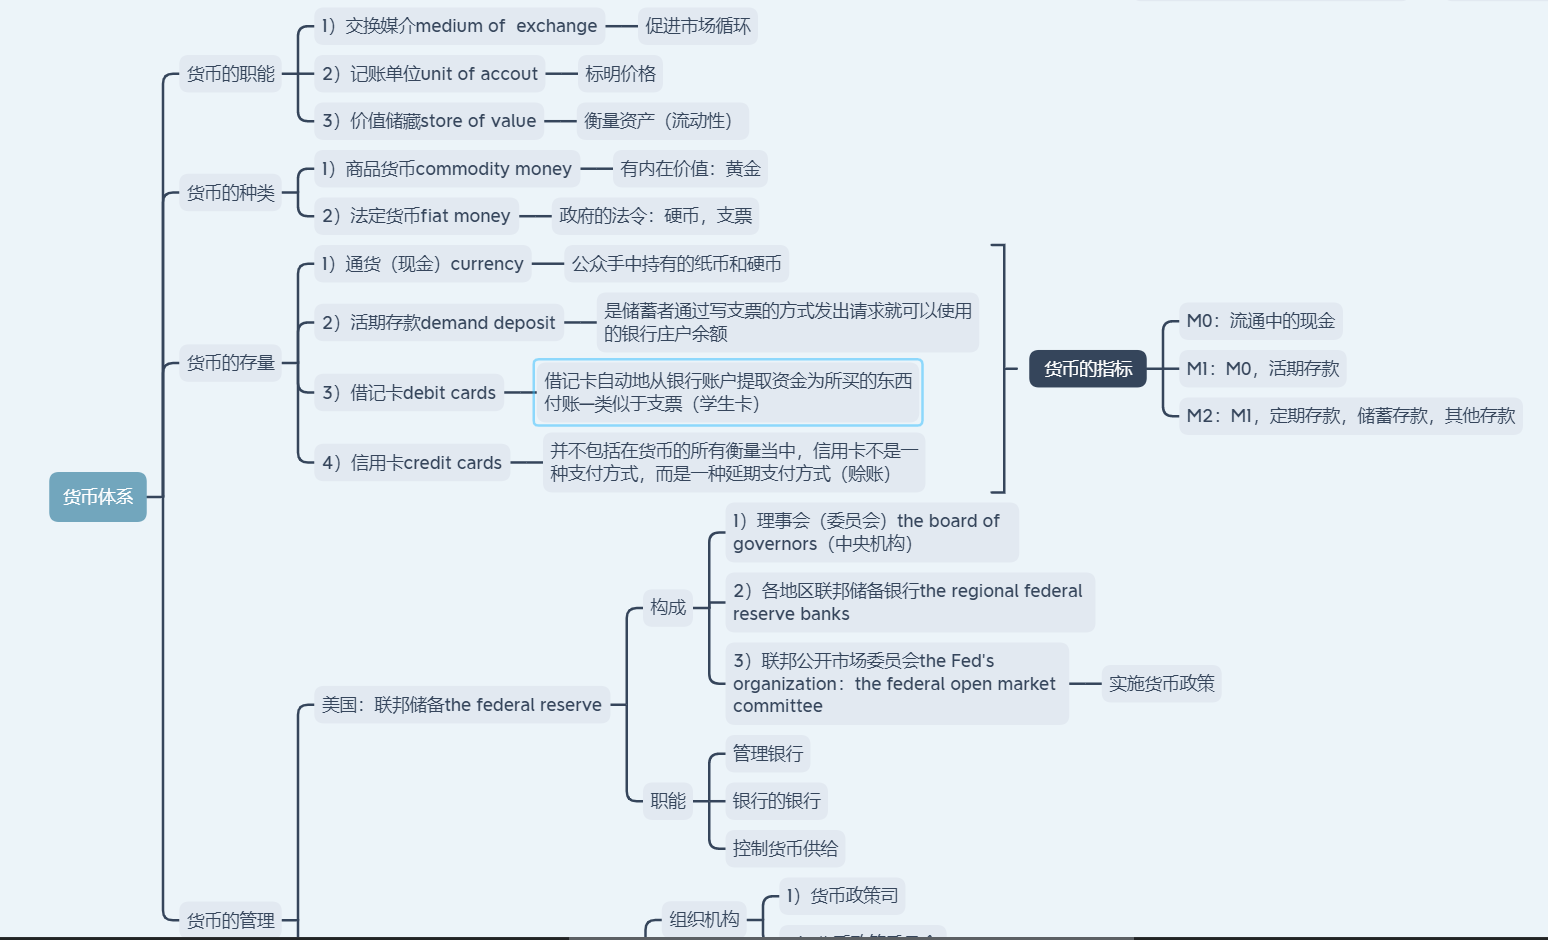 货币体系
货币的职能
1）交换媒介medium of  exchange
促进市场循环
2）记账单位unit of accout
标明价格
3）价值储藏store of value
衡量资产（流动性）
货币的种类
1）商品货币commodity money
有内在价值：黄金
2）法定货币fiat money
政府的法令：硬币，支票
货币的存量
1）通货（现金）currency
公众手中持有的纸币和硬币
2）活期存款demand deposit
是储蓄者通过写支票的方式发出请求就可以使用
的银行庄户余额
3）借记卡debit cards
借记卡自动地从银行账户提取资金为所买的东西
付账—类似于支票（学生卡）
4）信用卡credit cards
并不包括在货币的所有衡量当中，信用卡不是一
种支付方式，而是一种延期支付方式（赊账）
货币的指标
M0：流通中的现金
M1：M0，活期存款
M2：M1，定期存款，储蓄存款，其他存款
货币的管理
美国：联邦储备the federal reserve
构成
1）理事会（委员会）the board of
governors（中央机构）
2）各地区联邦储备银行the regional federal
reserve banks
3）联邦公开市场委员会the Fed's
organization：the federal open market
committee
实施货币政策
职能
管理银行
银行的银行
控制货币供给
组织机构
1）货币政策司